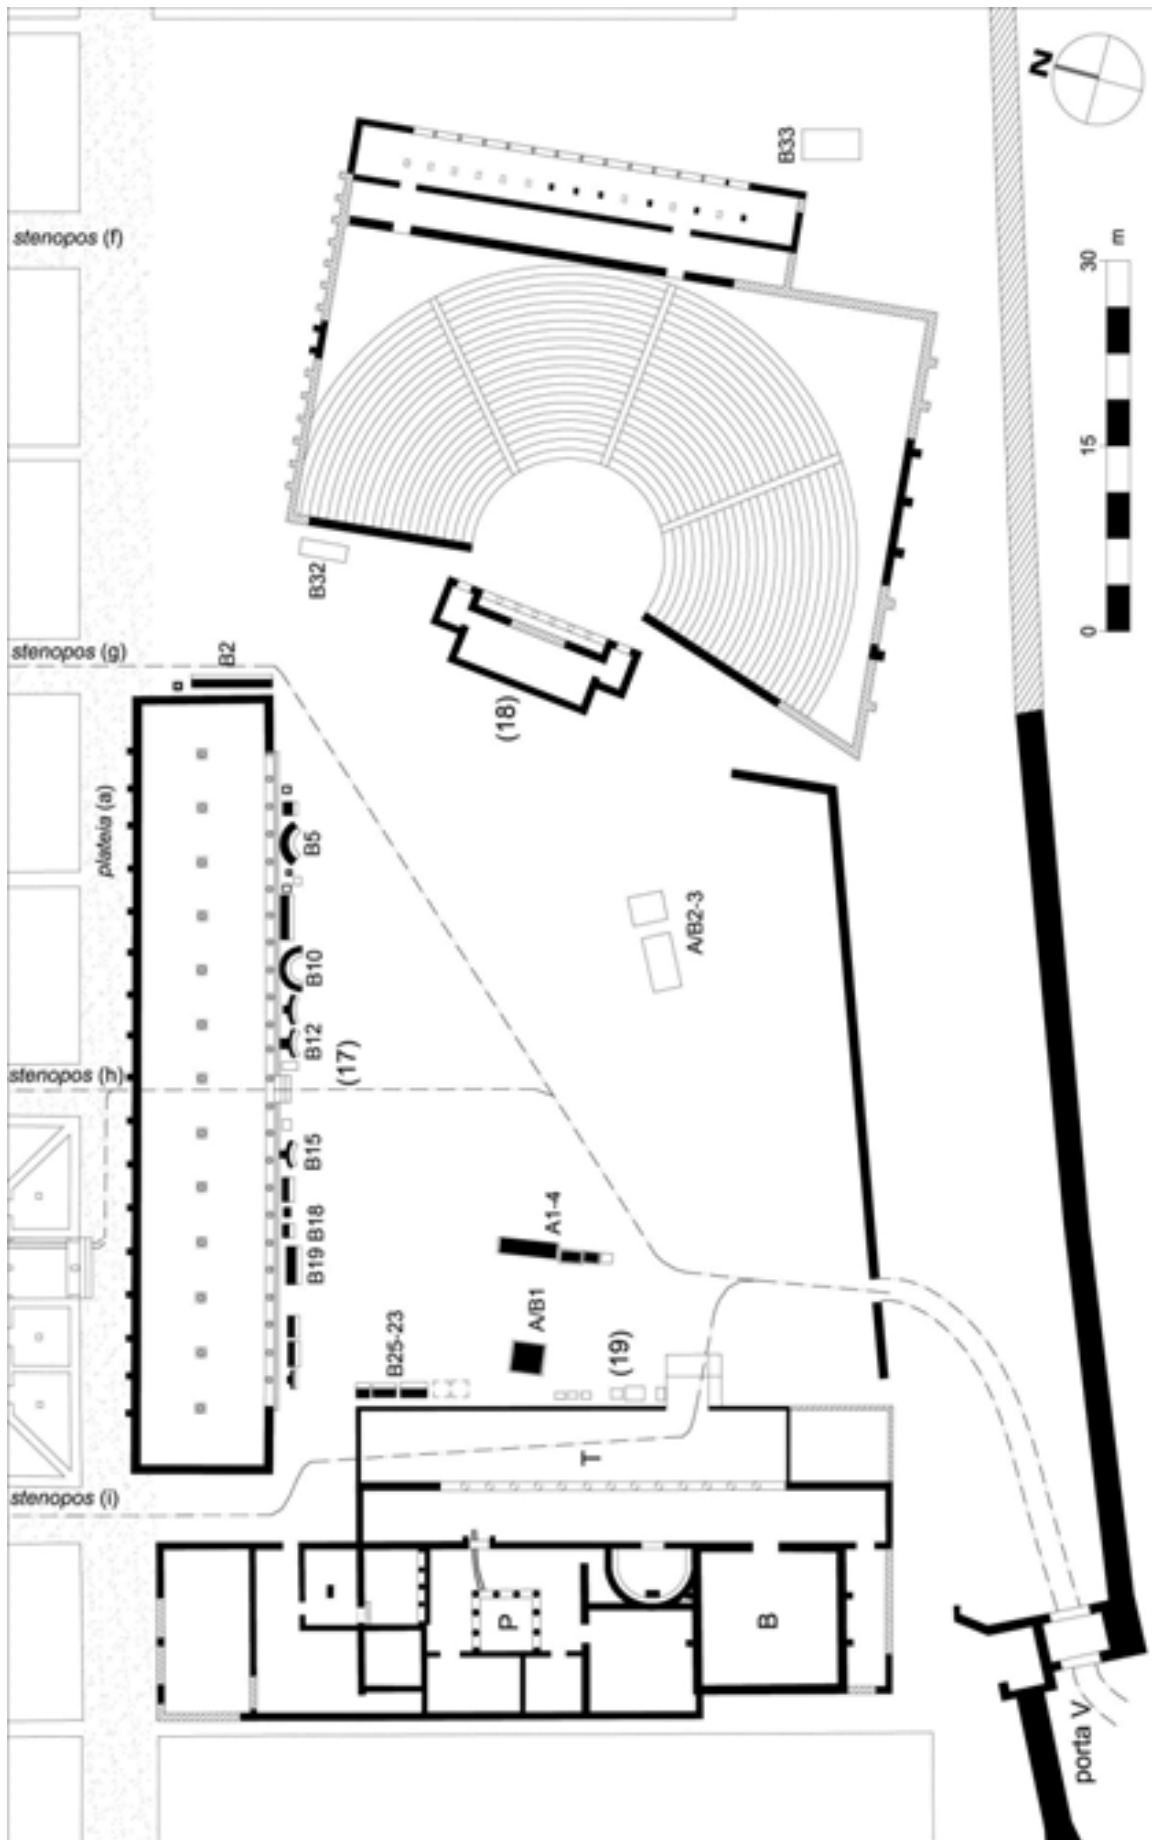 N
B33
stenopos (f)
30 m
15
0
B32
stenopos (g)
B2
(18)
plateia (a)
B5
A/B2-3
B10
B12
(17)
stenopos (h)
B15
A1-4
B18
B19
A/B1
B25-23
(19)
T
stenopos (i)
P
B
porta V